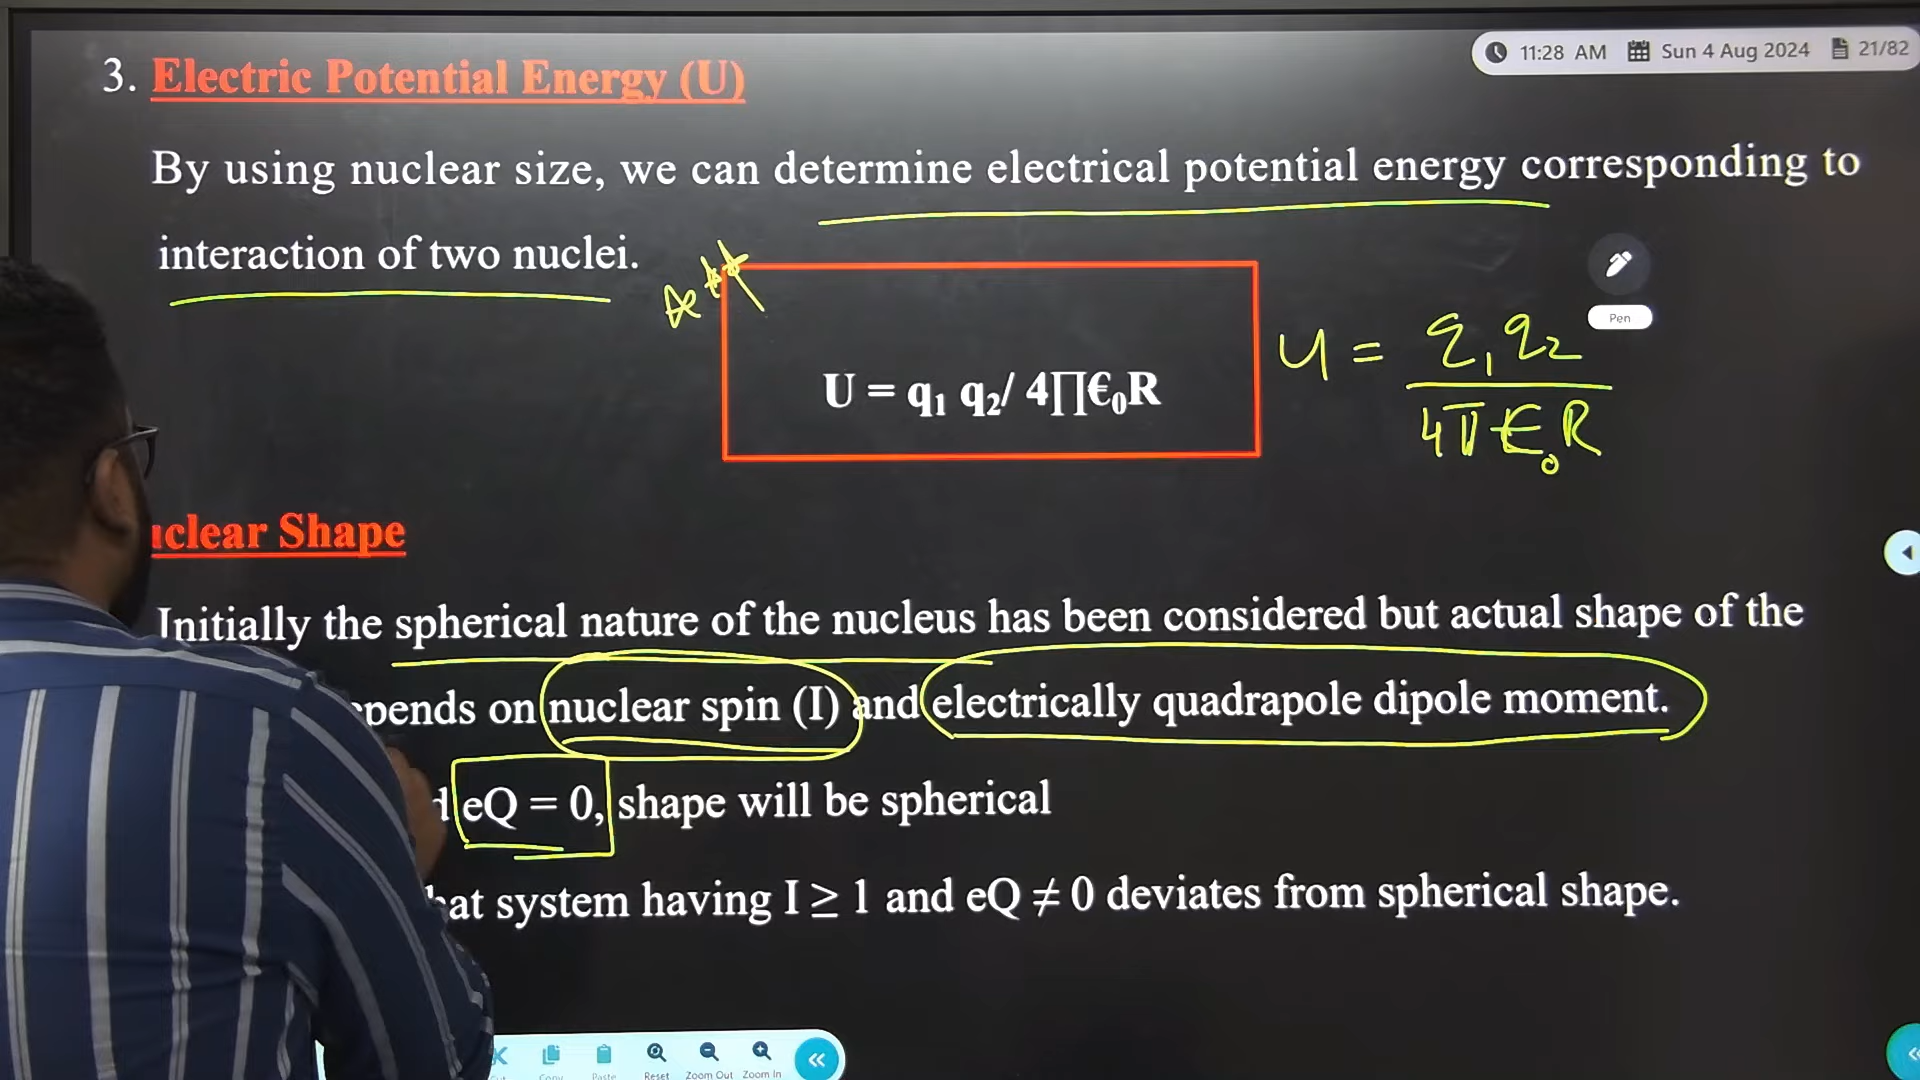 11:28 AM Sun 4 Aug 2024 21/82
3. Electric Potential Energy (U)
By using nuclear size, we can determine electrical potential energy corresponding to
interaction of two nuclei.
Pen
U = q₁ q₂/ 4∏€₀R
U = q₁q₂ / 4π€₀R
Shape
Initially the spherical nature of the nucleus has been considered but actual shape of the
on nuclear spin (I) and electrically quadrapole dipole moment.
eQ = 0, shape will be spherical
system having I ≥ 1 and eQ ≠ 0 deviates from spherical shape.
Copy Paste Reset Zoom Out Zoom In